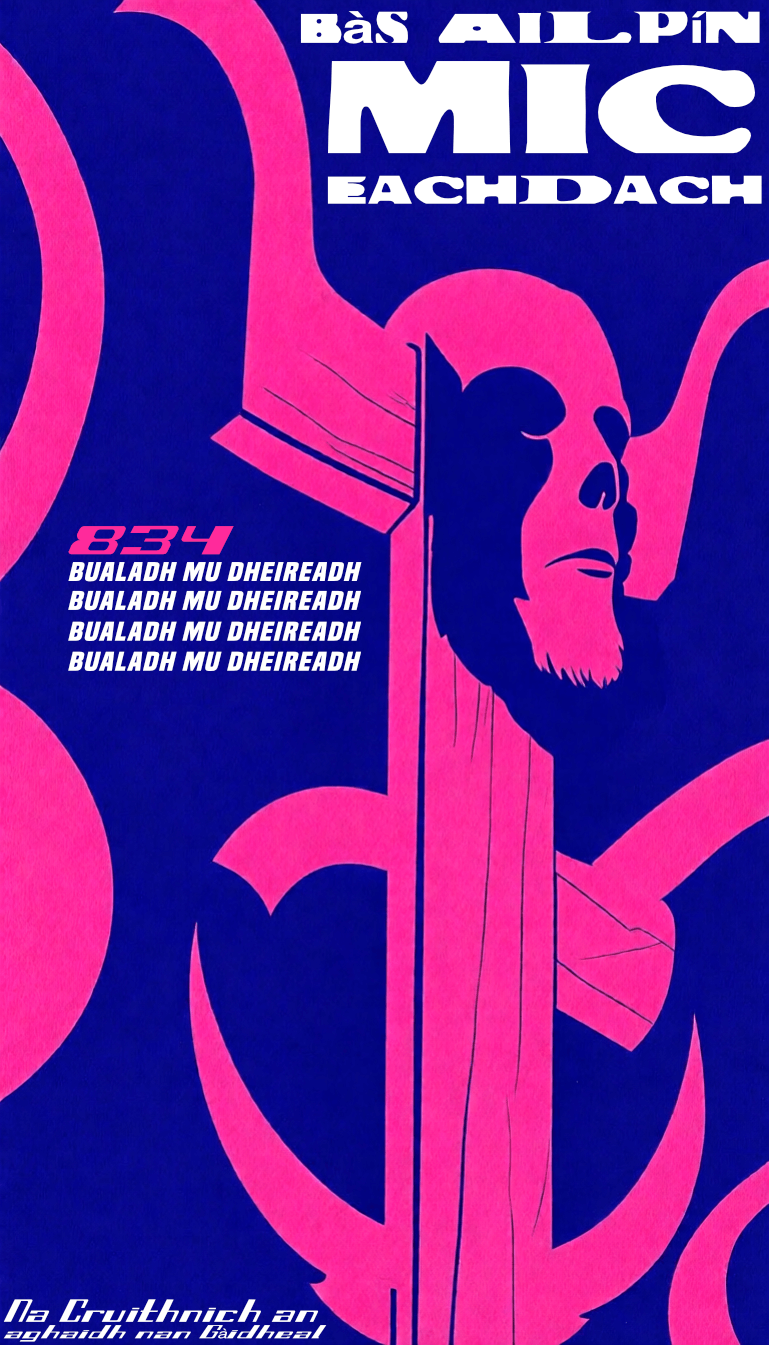 BàS AILPíN
MIC
EACHDACH
834
BUALADH MU DHEIREADH
BUALADH MU DHEIREADH
BUALADH MU DHEIREADH
BUALADH MU DHEIREADH
Na Cruithnich an
aghaidh nan Gàidheal